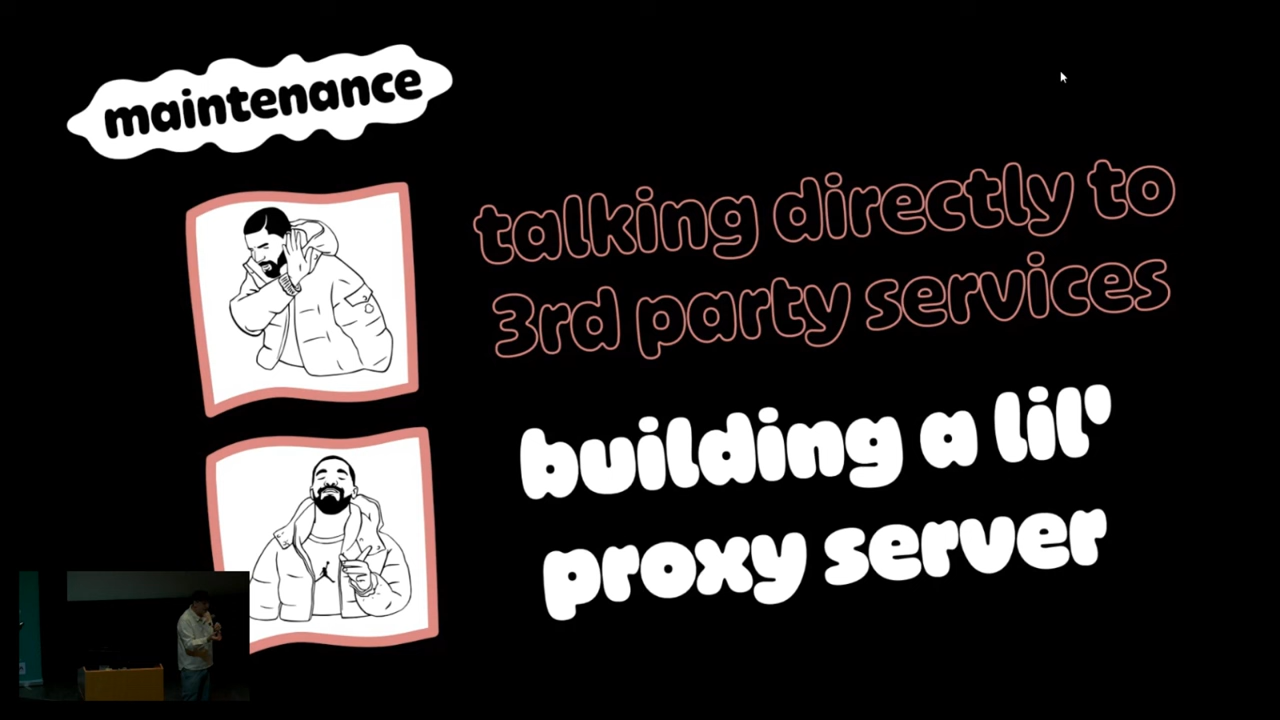 maintenance
talking directly to
3rd party services
building a lil'
proxy server